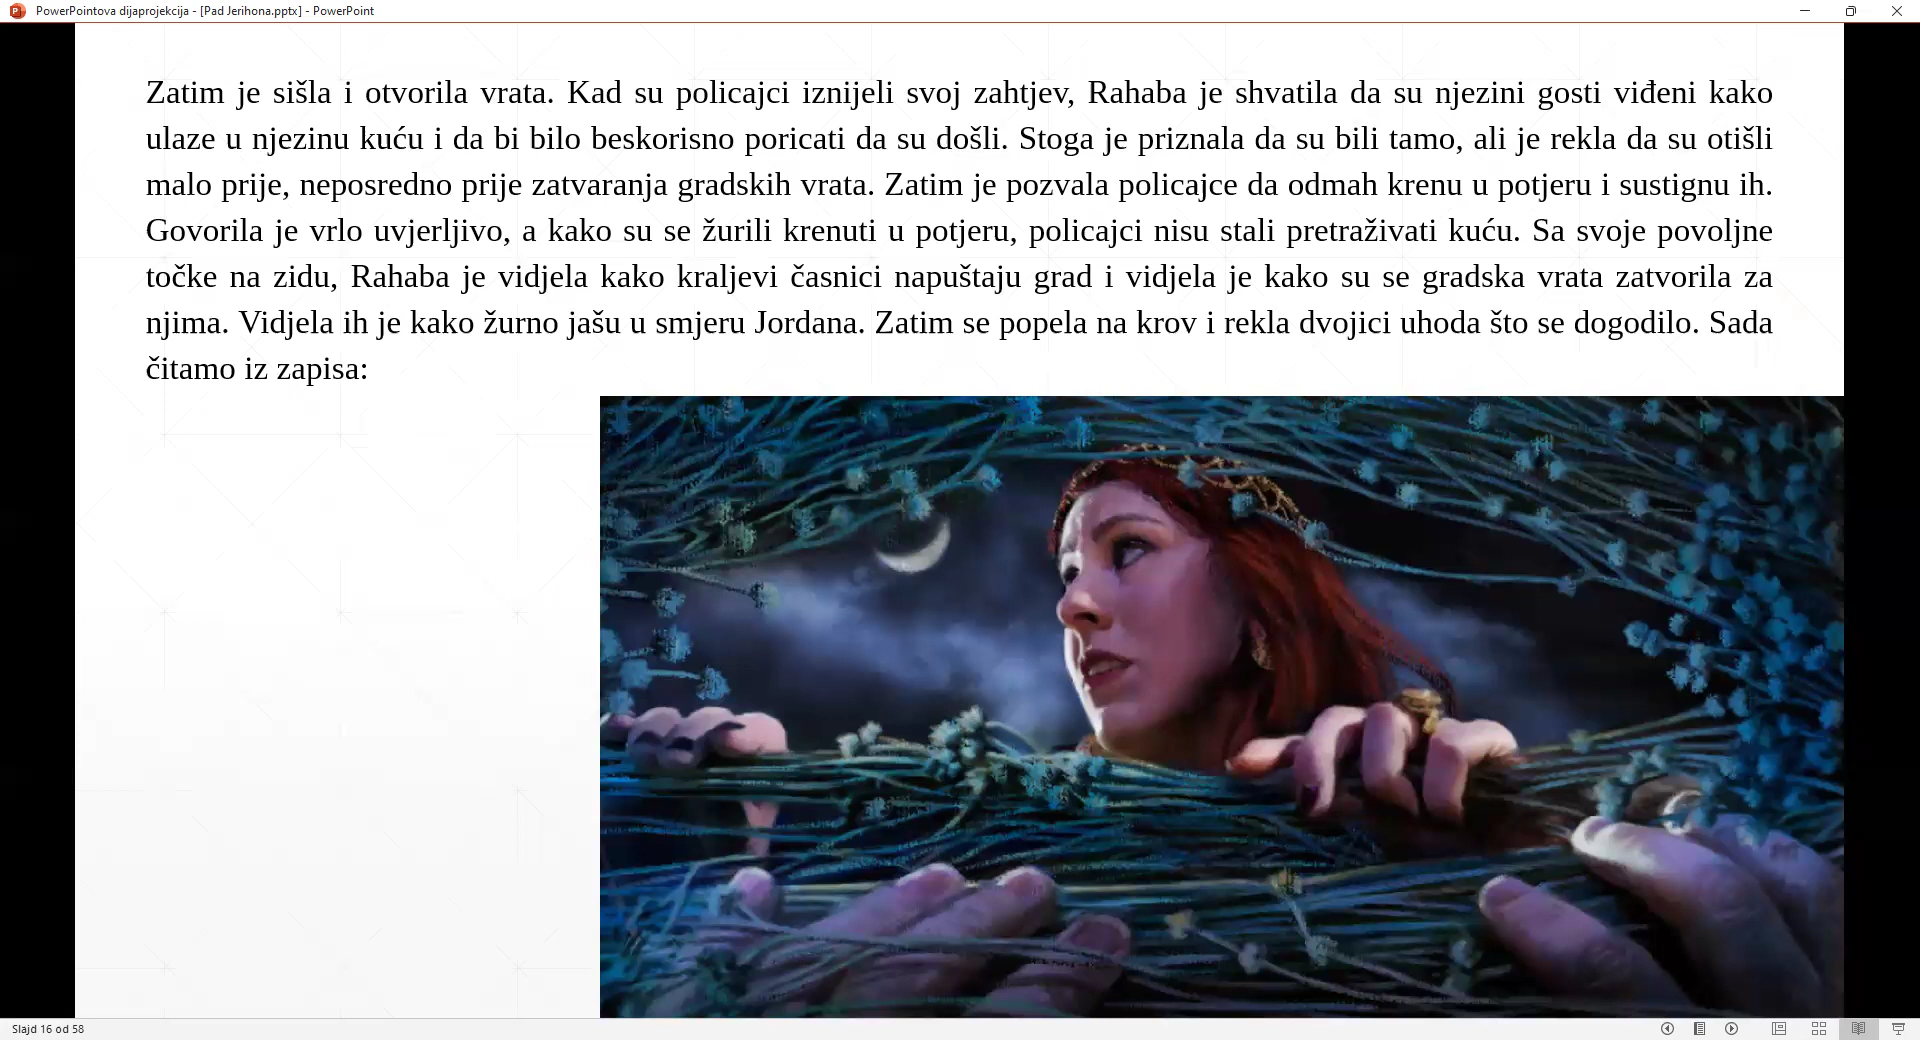 PowerPointova dijaprojekcija - [Pad Jerihona.pptx] - PowerPoint
Zatim je sišla i otvorila vrata. Kad su policajci iznijeli svoj zahtjev, Rahaba je shvatila da su njezini gosti viđeni kako
ulaze u njezinu kuću i da bi bilo beskorisno poricati da su došli. Stoga je priznala da su bili tamo, ali je rekla da su otišli
malo prije, neposredno prije zatvaranja gradskih vrata. Zatim je pozvala policajce da odmah krenu u potjeru i sustignu ih.
Govorila je vrlo uvjerljivo, a kako su se žurili krenuti u potjeru, policajci nisu stali pretraživati kuću. Sa svoje povoljne
točke na zidu, Rahaba je vidjela kako kraljevi časnici napuštaju grad i vidjela je kako su se gradska vrata zatvorila za
njima. Vidjela ih je kako žurno jašu u smjeru Jordana. Zatim se popela na krov i rekla dvojici uhoda što se dogodilo. Sada
čitamo iz zapisa:
Slajd 16 od 58